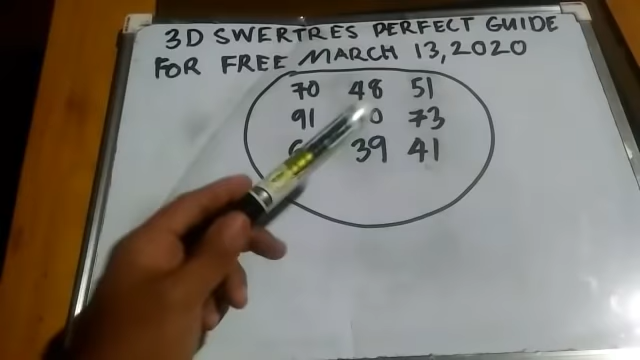 3D SWERTRES PERFECT GUIDE
FOR FREE MARCH 13, 2020
70 48 51
91 73
39 41